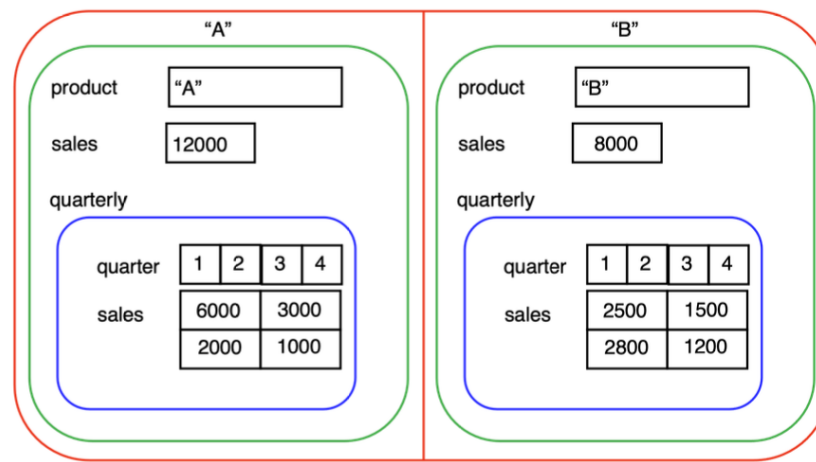 “A” “B”
product “A” product “B”
sales 12000 sales 8000
quarterly quarterly
quarter 1 2 3 4 quarter 1 2 3 4
sales 6000 3000 sales 2500 1500
2000 1000 2800 1200